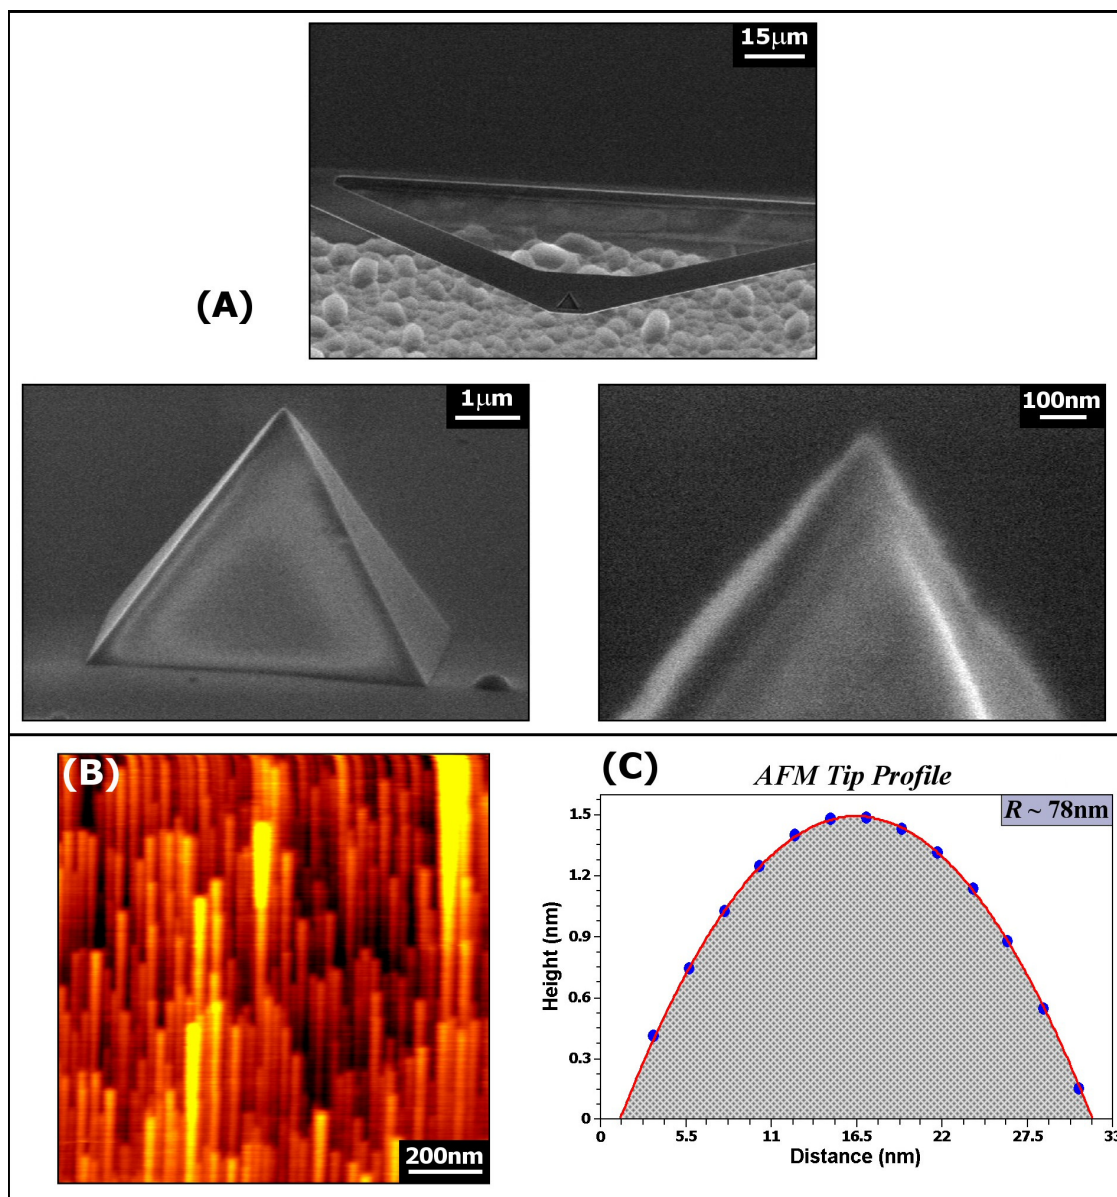 15μm
(A)
1μm
100nm
(B)
(C)
AFM Tip Profile
R ~ 78nm
1.5
1.2
0.9
0.6
0.3
0
Height (nm)
0 5.5 11 16.5 22 27.5 33
Distance (nm)
200nm